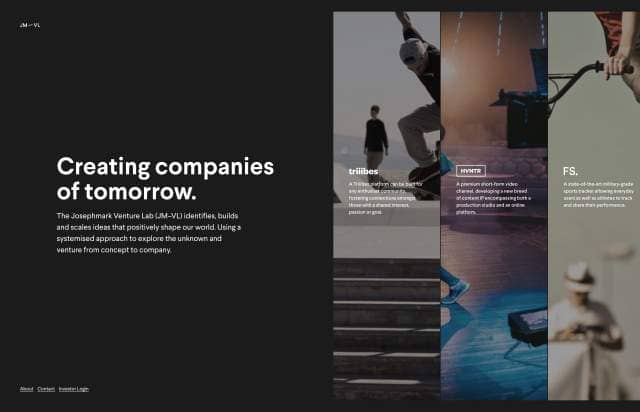 JM—VL
Creating companies
of tomorrow.
The Josephmark Venture Lab (JM–VL) identifies, builds
and scales ideas that positively shape our world. Using a
systemised approach to explore the unknown and
venture from concept to company.
triiibes
A Triiibes platform can be built for
any enthusiast community,
fostering connections amongst
those with a shared interest,
passion or goal.
HVNTR
A premium short-form video
channel, developing a new breed
of content IP encompassing both a
production studio and an online
platform.
FS.
A state-of-the-art military-grade
sports tracker allowing everyday
users as well as athletes to track
and share their performance.
About Contact Investor Login